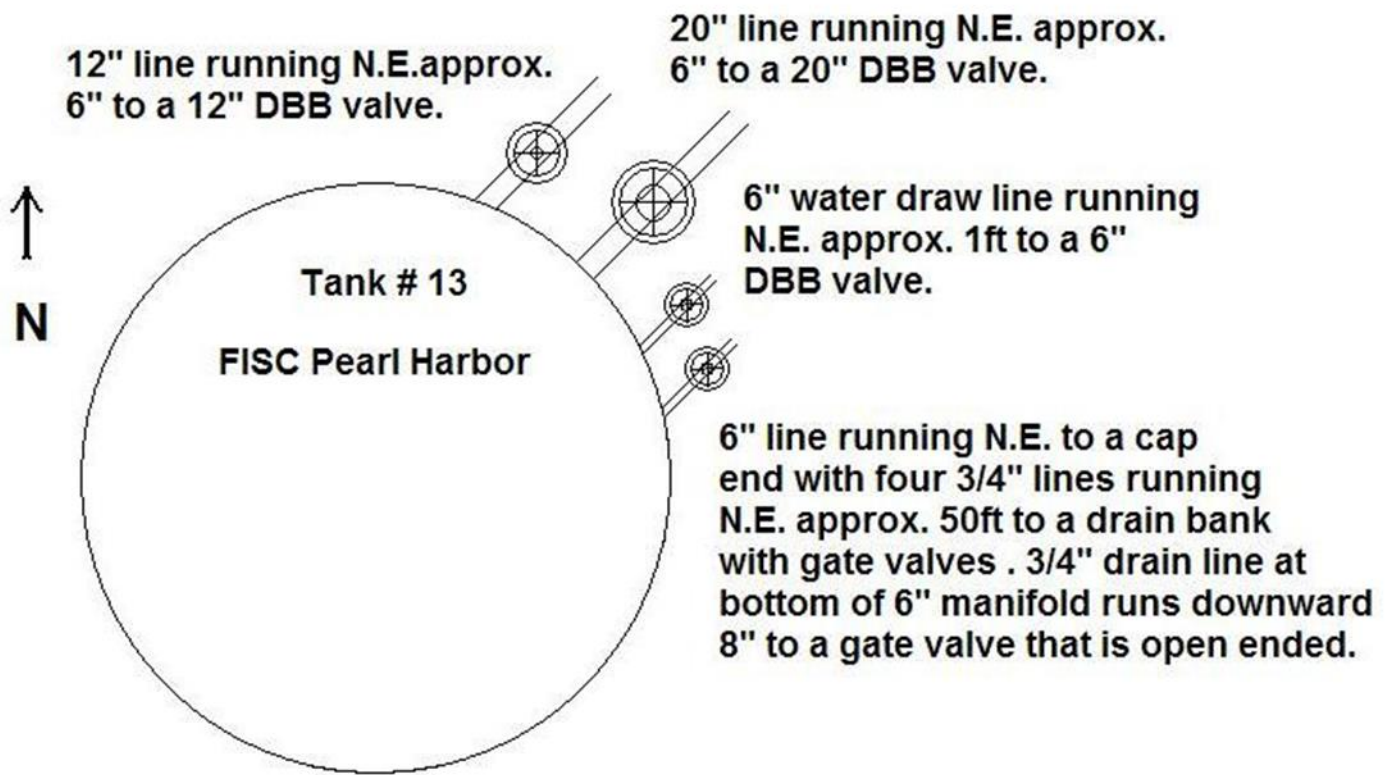 12" line running N.E.approx.
6" to a 12" DBB valve.
20" line running N.E. approx.
6" to a 20" DBB valve.
6" water draw line running
N.E. approx. 1ft to a 6"
DBB valve.
N
Tank # 13
FISC Pearl Harbor
6" line running N.E. to a cap
end with four 3/4" lines running
N.E. approx. 50ft to a drain bank
with gate valves . 3/4" drain line at
bottom of 6" manifold runs downward
8" to a gate valve that is open ended.